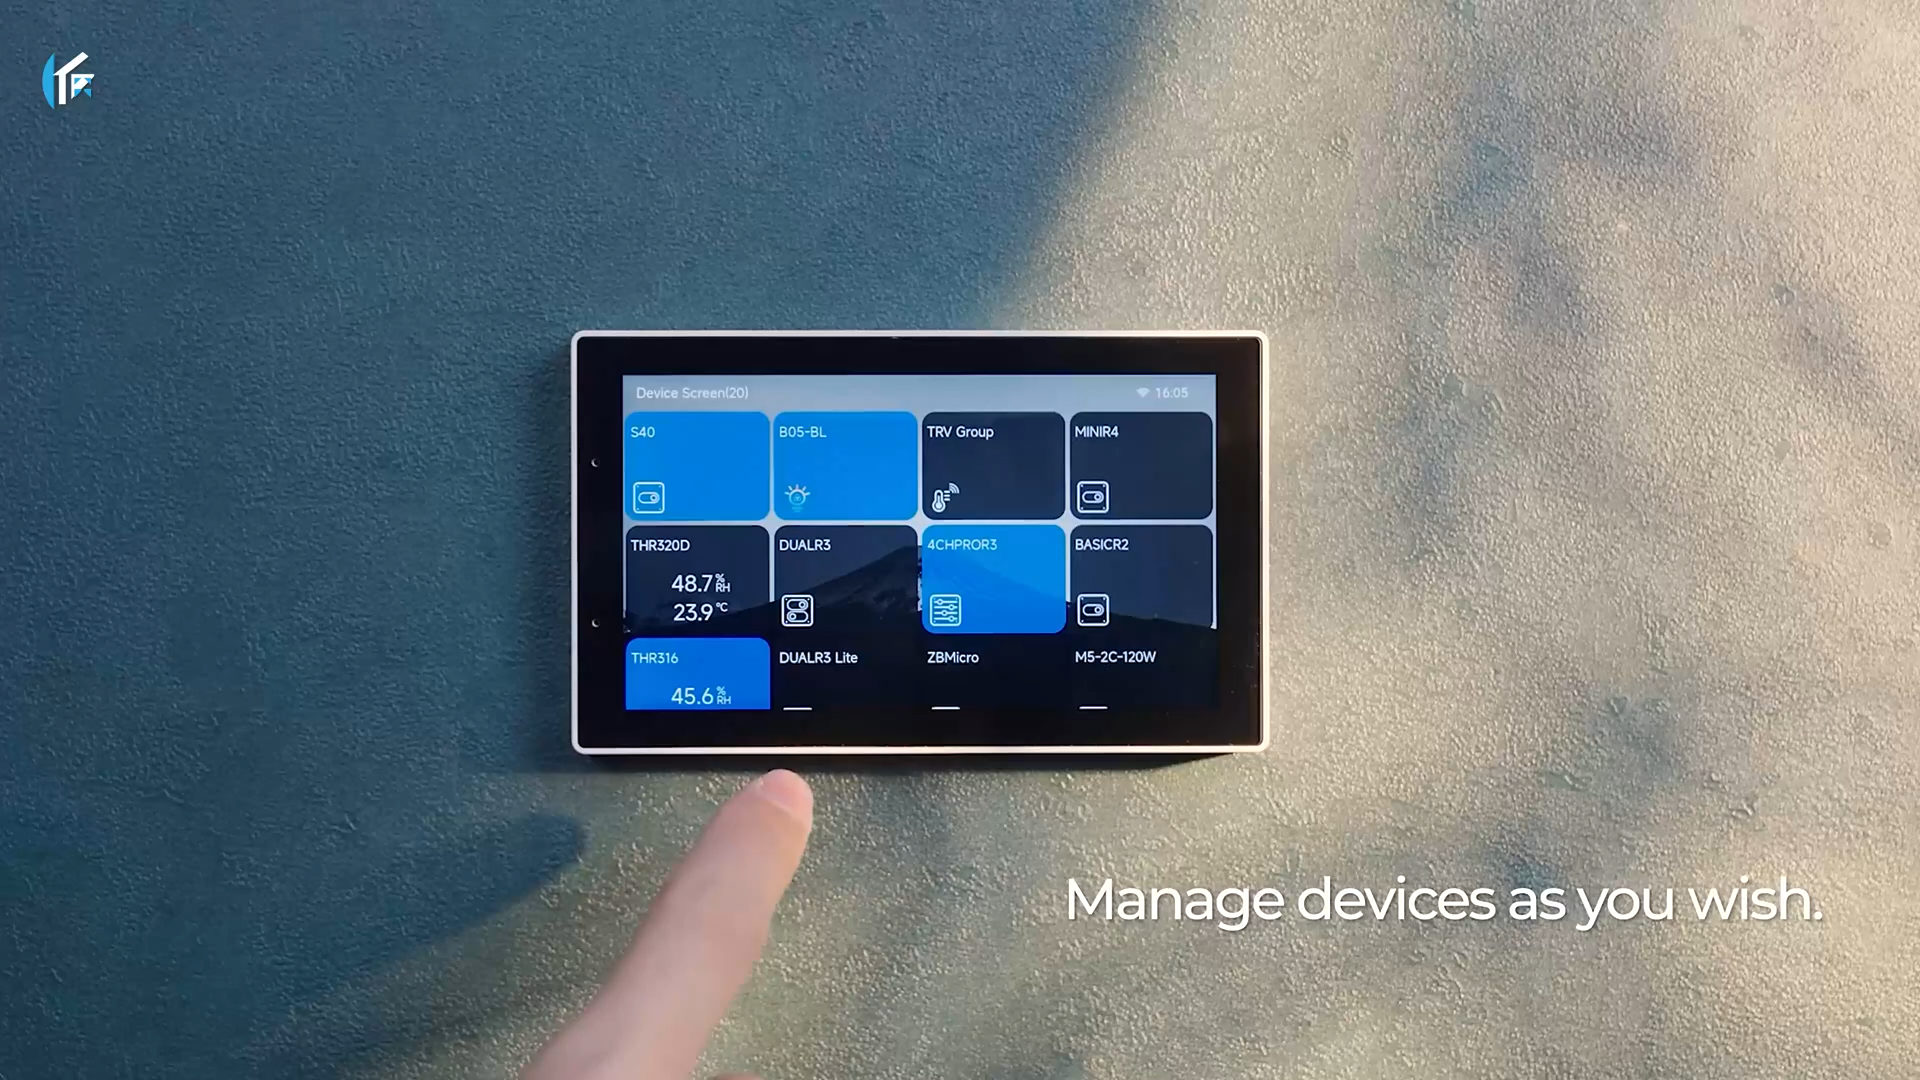 Device Screen(20)
16:05
S40
B05-BL
TRV Group
MINIR4
THR320D
48.7 %RH
23.9 °C
DUALR3
4CHPROR3
BASICR2
THR316
45.6 %RH
DUALR3 Lite
ZBMicro
M5-2C-120W
Manage devices as you wish.